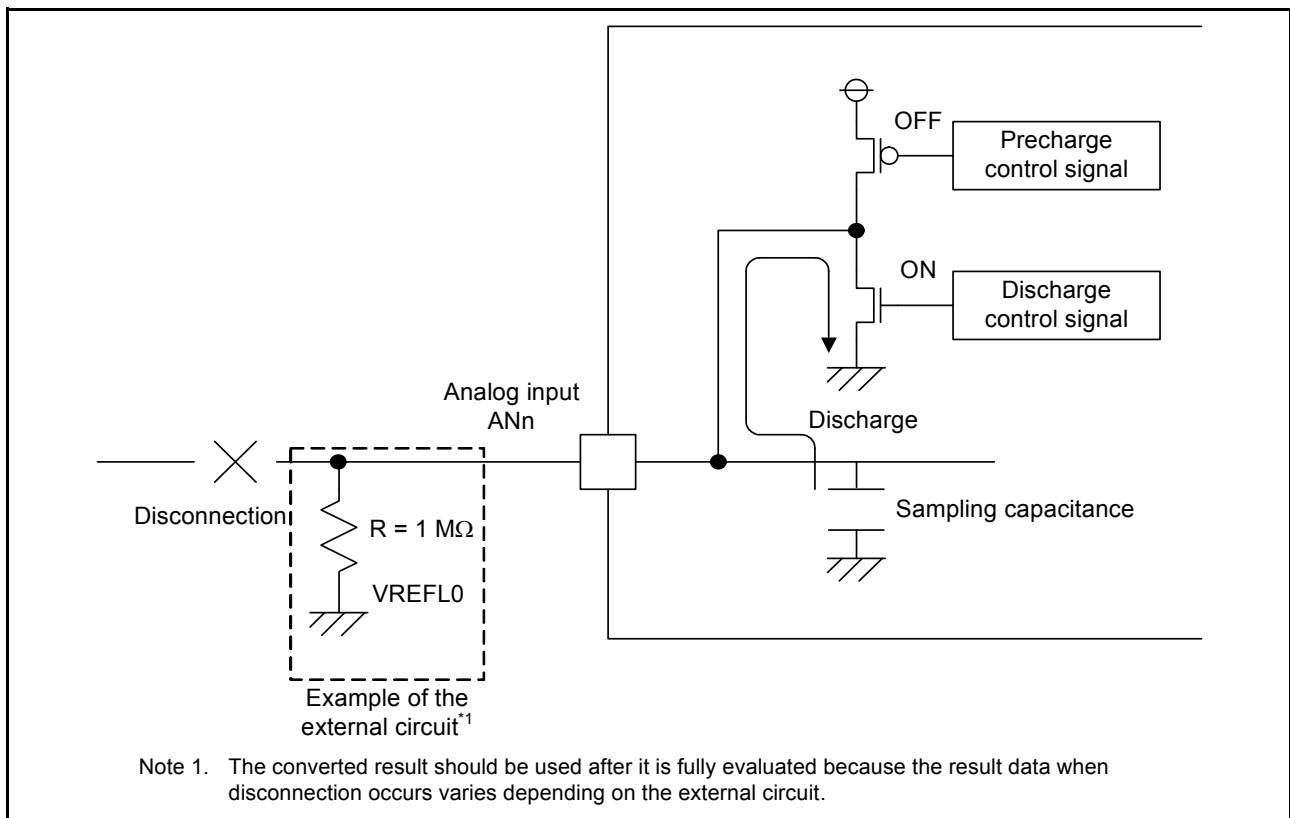 OFF
Precharge
control signal
ON
Discharge
control signal
Analog input
ANn
Discharge
Disconnection
R = 1 MΩ
Sampling capacitance
VREFL0
Example of the
external circuit*1
Note 1. The converted result should be used after it is fully evaluated because the result data when
disconnection occurs varies depending on the external circuit.